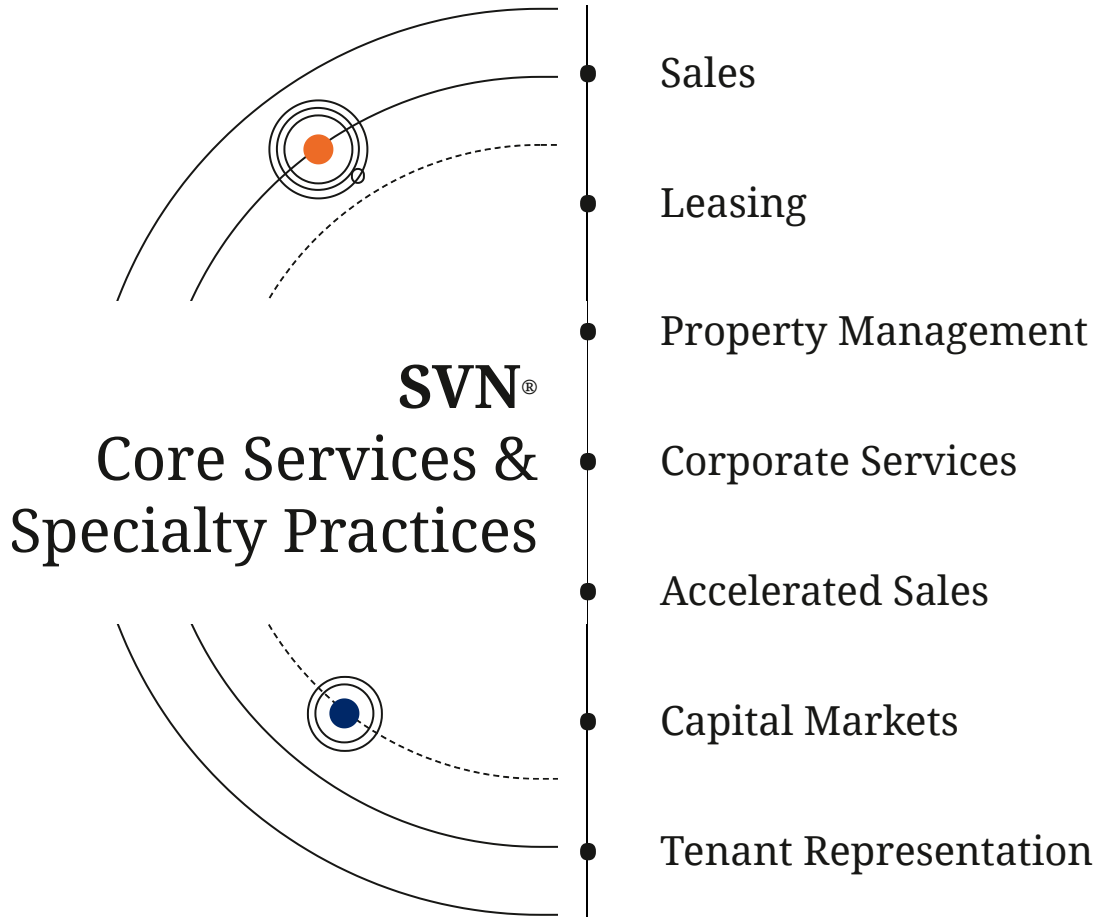 SVN®
Core Services &
Specialty Practices
Sales
Leasing
Property Management
Corporate Services
Accelerated Sales
Capital Markets
Tenant Representation